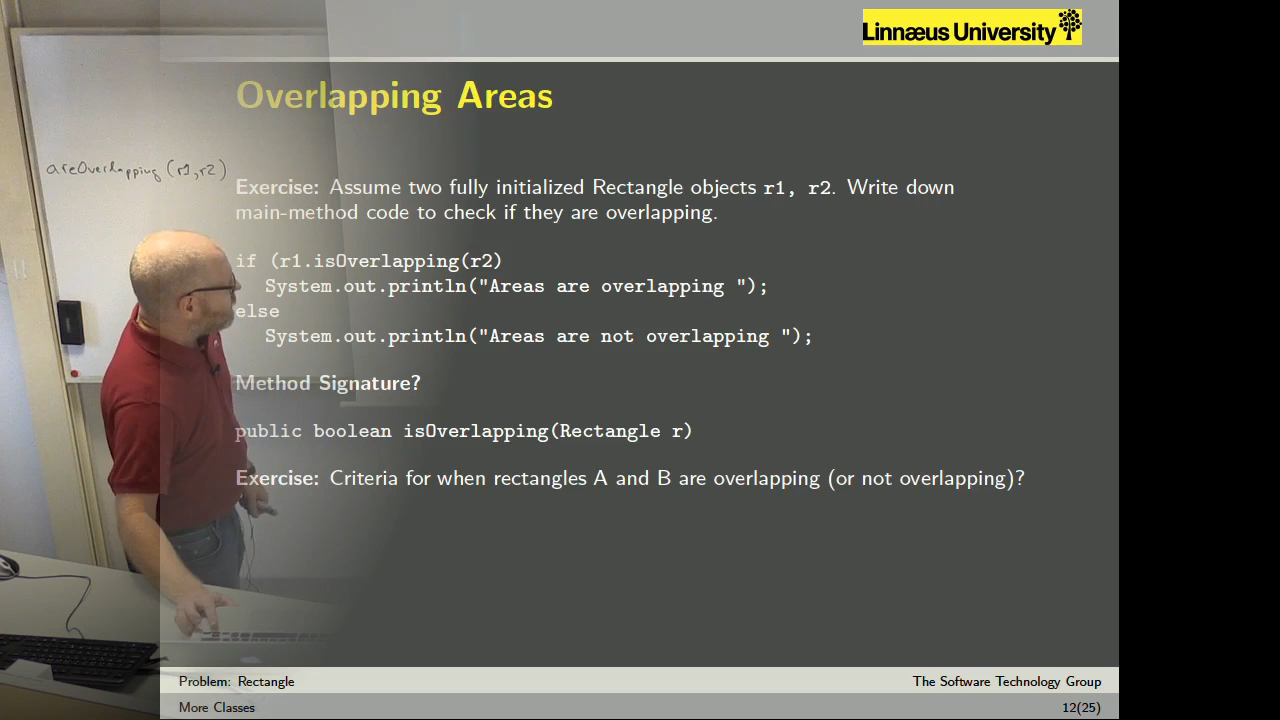 Linnæus University
Overlapping Areas
areOverlapping (r1,r2)
Exercise: Assume two fully initialized Rectangle objects r1, r2. Write down
main-method code to check if they are overlapping.
if (r1.isOverlapping(r2)
System.out.println("Areas are overlapping ");
else
System.out.println("Areas are not overlapping ");
Method Signature?
public boolean isOverlapping(Rectangle r)
Exercise: Criteria for when rectangles A and B are overlapping (or not overlapping)?
Problem: Rectangle
The Software Technology Group
More Classes
12(25)